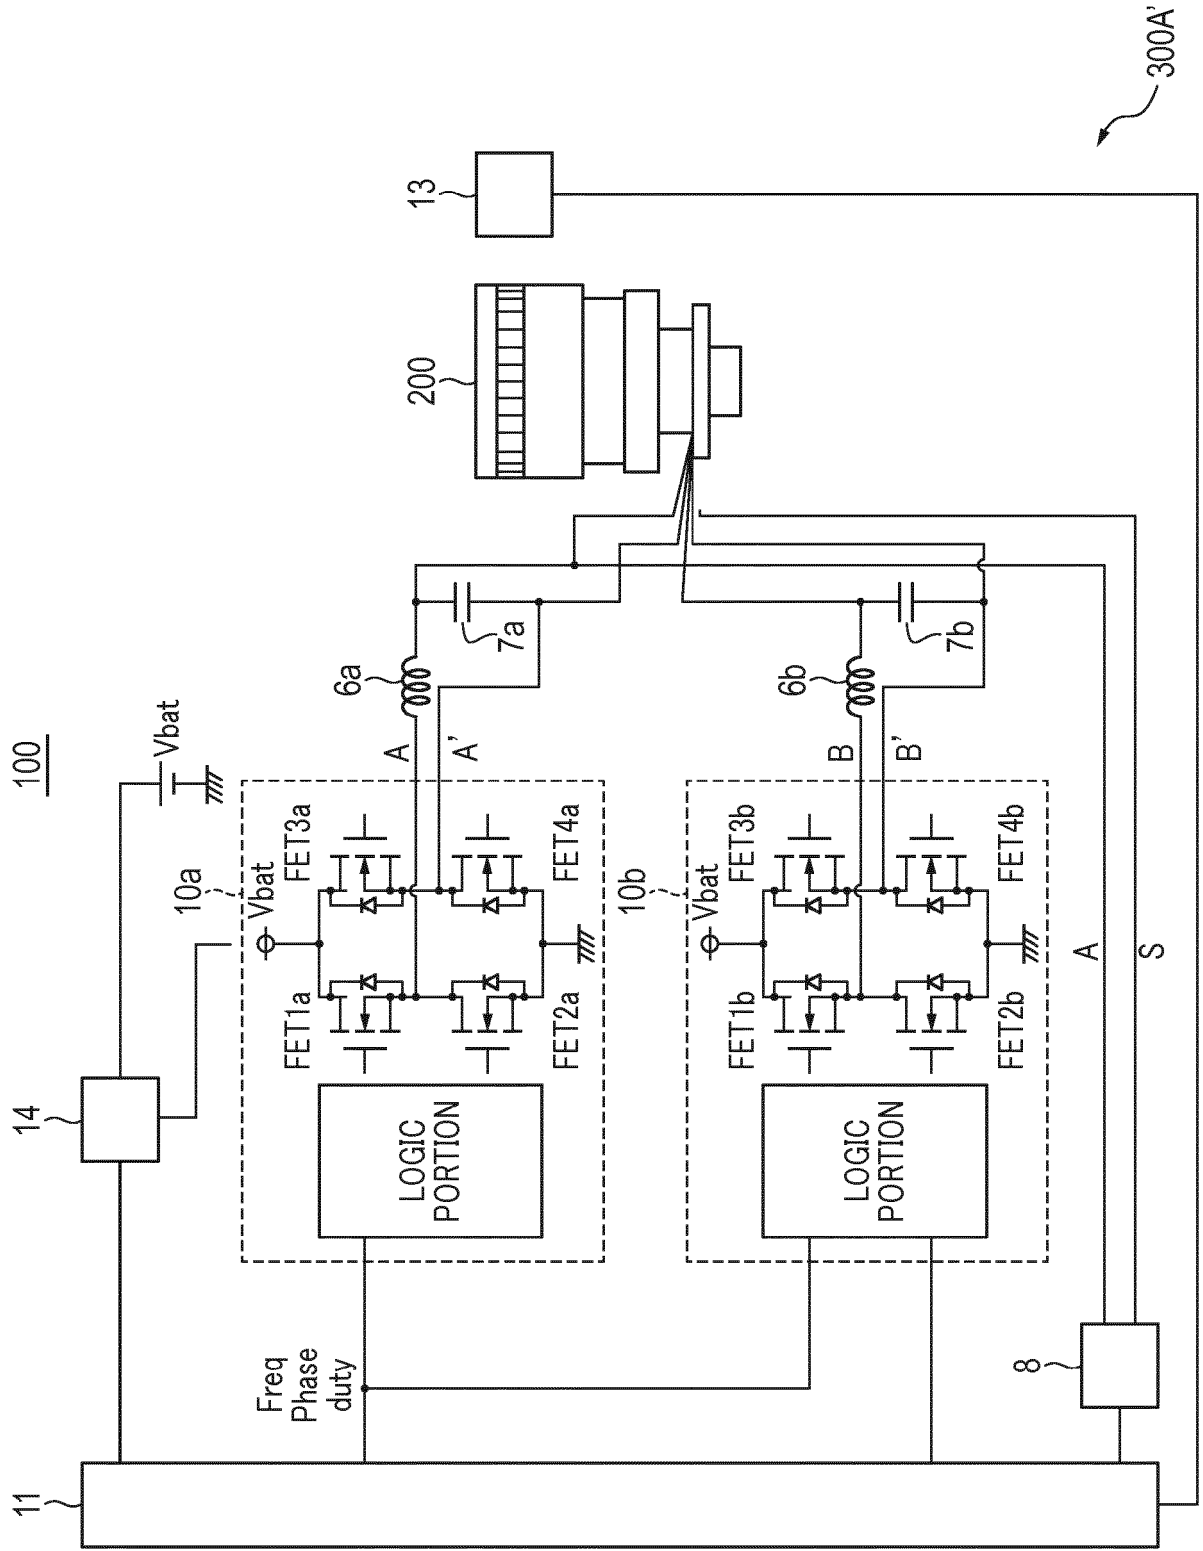 100
300A'
11
14
Vbat
10a
Vbat
FET1a
FET3a
FET2a
FET4a
LOGIC
PORTION
Freq
Phase
duty
A
A'
6a
7a
200
13
10b
Vbat
FET1b
FET3b
FET2b
FET4b
LOGIC
PORTION
B
B'
6b
7b
8
A
S